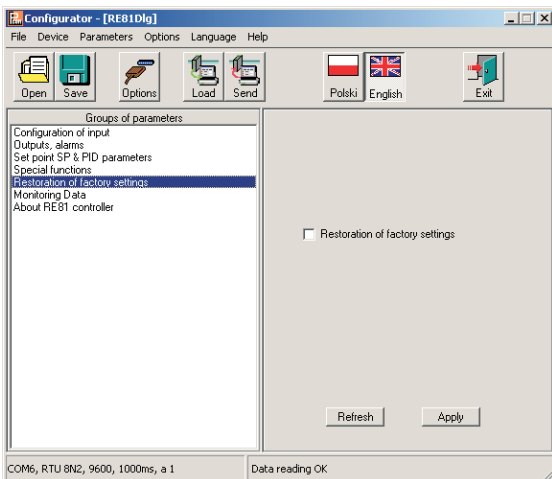 Configurator - [RE81Dlg]
File Device Parameters Options Language Help
Open Save Options Load Send Polski English Exit
Groups of parameters
Configuration of input
Outputs, alarms
Set point SP & PID parameters
Special functions
Restoration of factory settings
Monitoring Data
About RE81 controller
Restoration of factory settings
Refresh Apply
COM6, RTU 8N2, 9600, 1000ms, a 1 Data reading OK